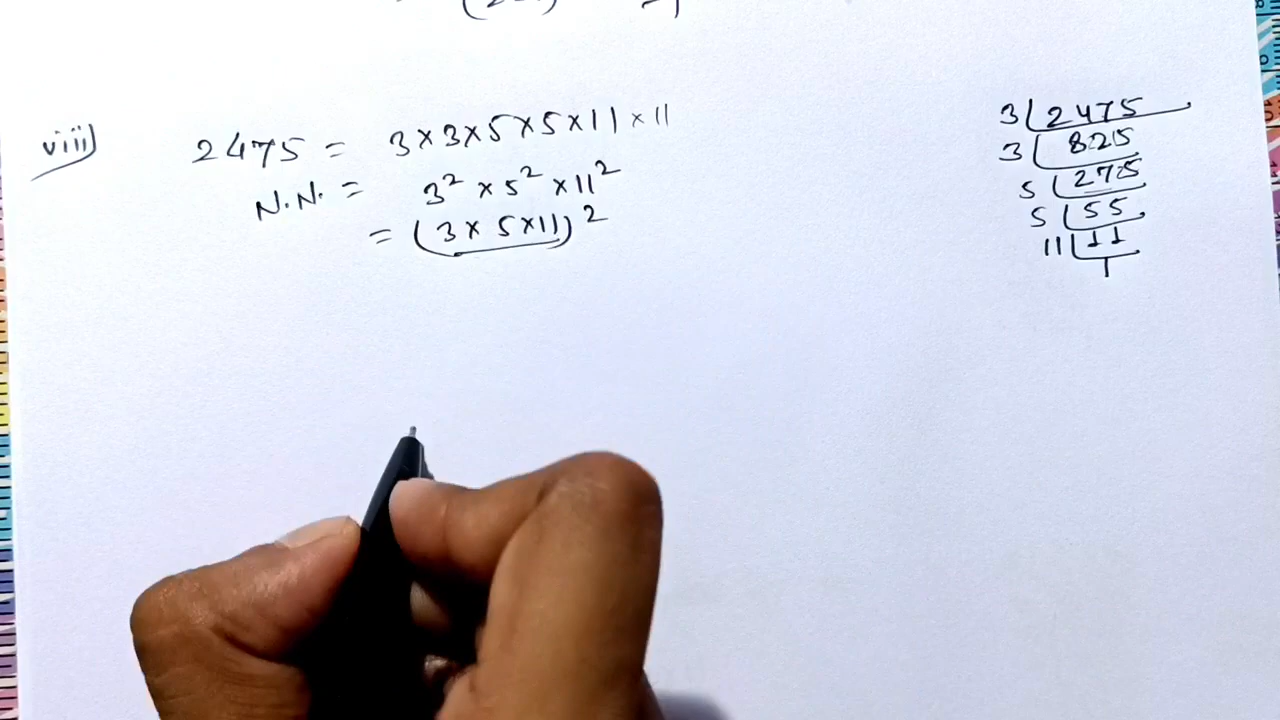 viii) 2475 = 3 × 3 × 5 × 5 × 11 × 11
N.N. = 3² × 5² × 11²
= (3 × 5 × 11)²
3 | 2475
3 | 825
5 | 275
5 | 55
11 | 11
1